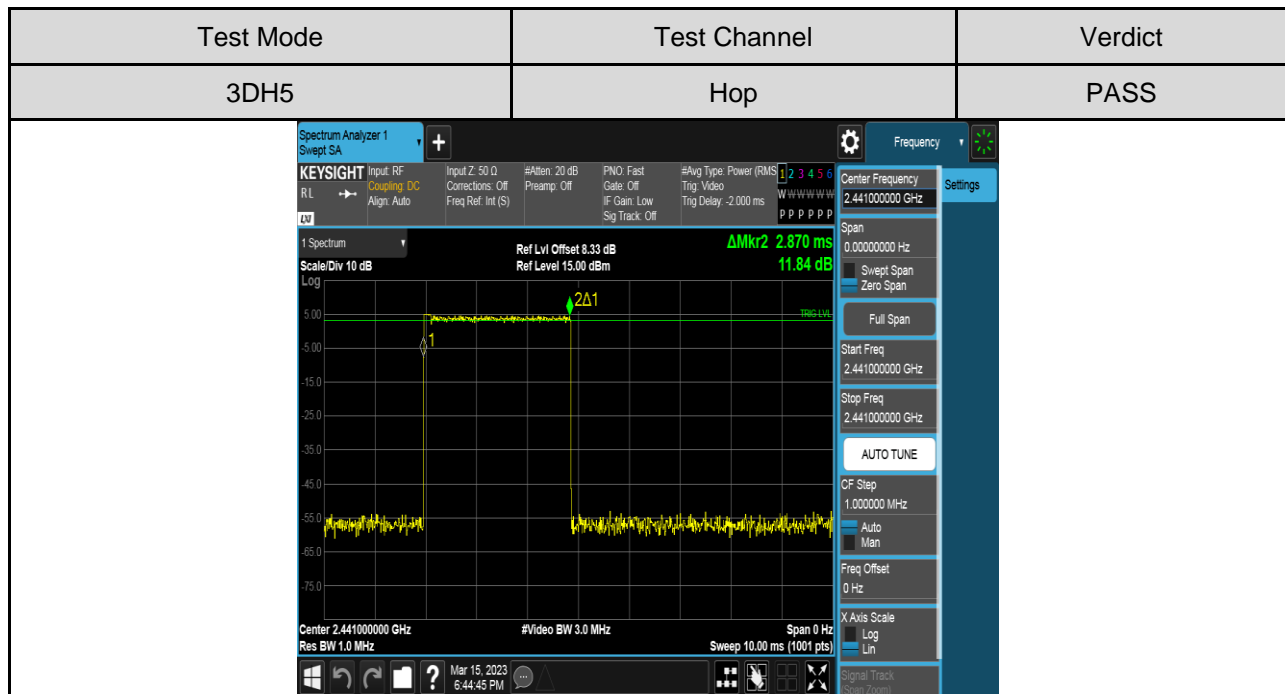 Test Mode Test Channel Verdict
3DH5 Hop PASS
Spectrum Analyzer 1
Swept SA
+
Frequency
KEYSIGHT Input: RF Input Z: 50 Ω #Atten: 20 dB PNO: Fast #Avg Type: Power (RMS 1 2 3 4 5 6
RL Coupling: DC Corrections: Off Preamp: Off Gate: Off Trig: Video W W W W W W
Align: Auto Freq Ref: Int (S) IF Gain: Low Trig Delay: -2.000 ms
LXI Sig Track: Off P P P P P P
1 Spectrum
Scale/Div 10 dB
Ref Lvl Offset 8.33 dB
Ref Level 15.00 dBm
ΔMkr2 2.870 ms
11.84 dB
Log
2Δ1
TRIG LVL
1
5.00
-5.00
-15.0
-25.0
-35.0
-45.0
-55.0
-65.0
-75.0
Center 2.441000000 GHz #Video BW 3.0 MHz Span 0 Hz
Res BW 1.0 MHz Sweep 10.00 ms (1001 pts)
?
Mar 15, 2023
6:44:45 PM
Center Frequency
2.441000000 GHz
Settings
Span
0.00000000 Hz
Swept Span
Zero Span
Full Span
Start Freq
2.441000000 GHz
Stop Freq
2.441000000 GHz
AUTO TUNE
CF Step
1.000000 MHz
Auto
Man
Freq Offset
0 Hz
X Axis Scale
Log
Lin
Signal Track
(Span Zoom)